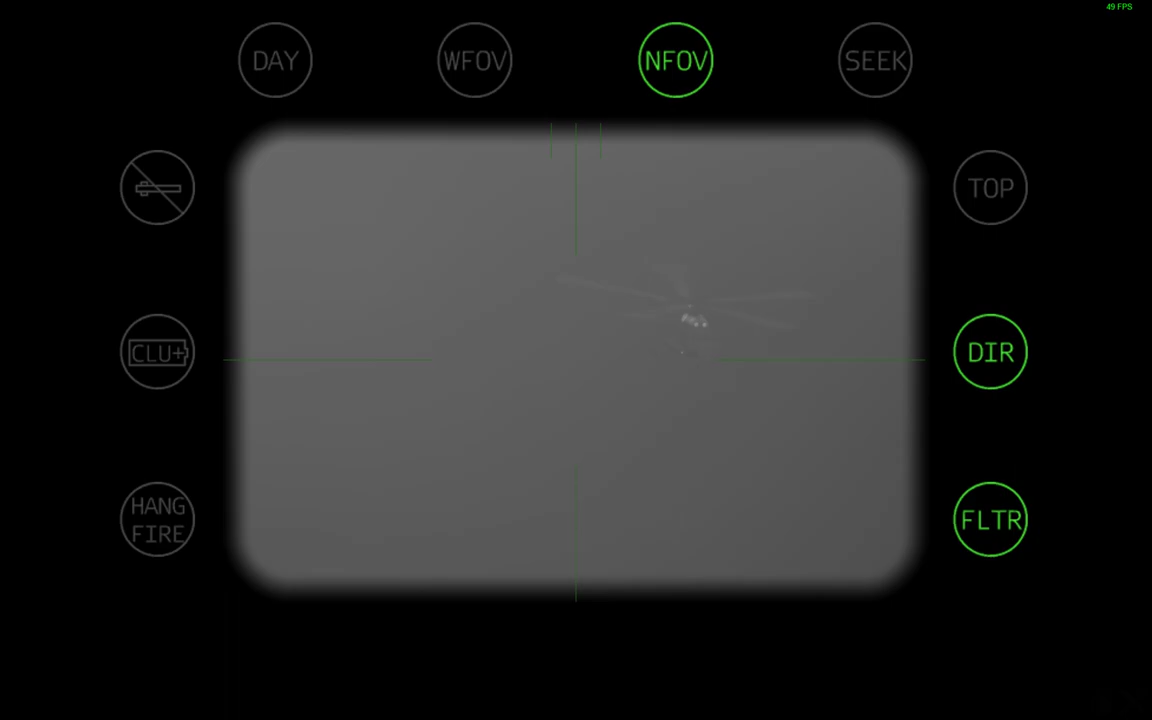 49 FPS
DAY
WFOV
NFOV
SEEK
TOP
CLU+
DIR
HANG
FIRE
FLTR